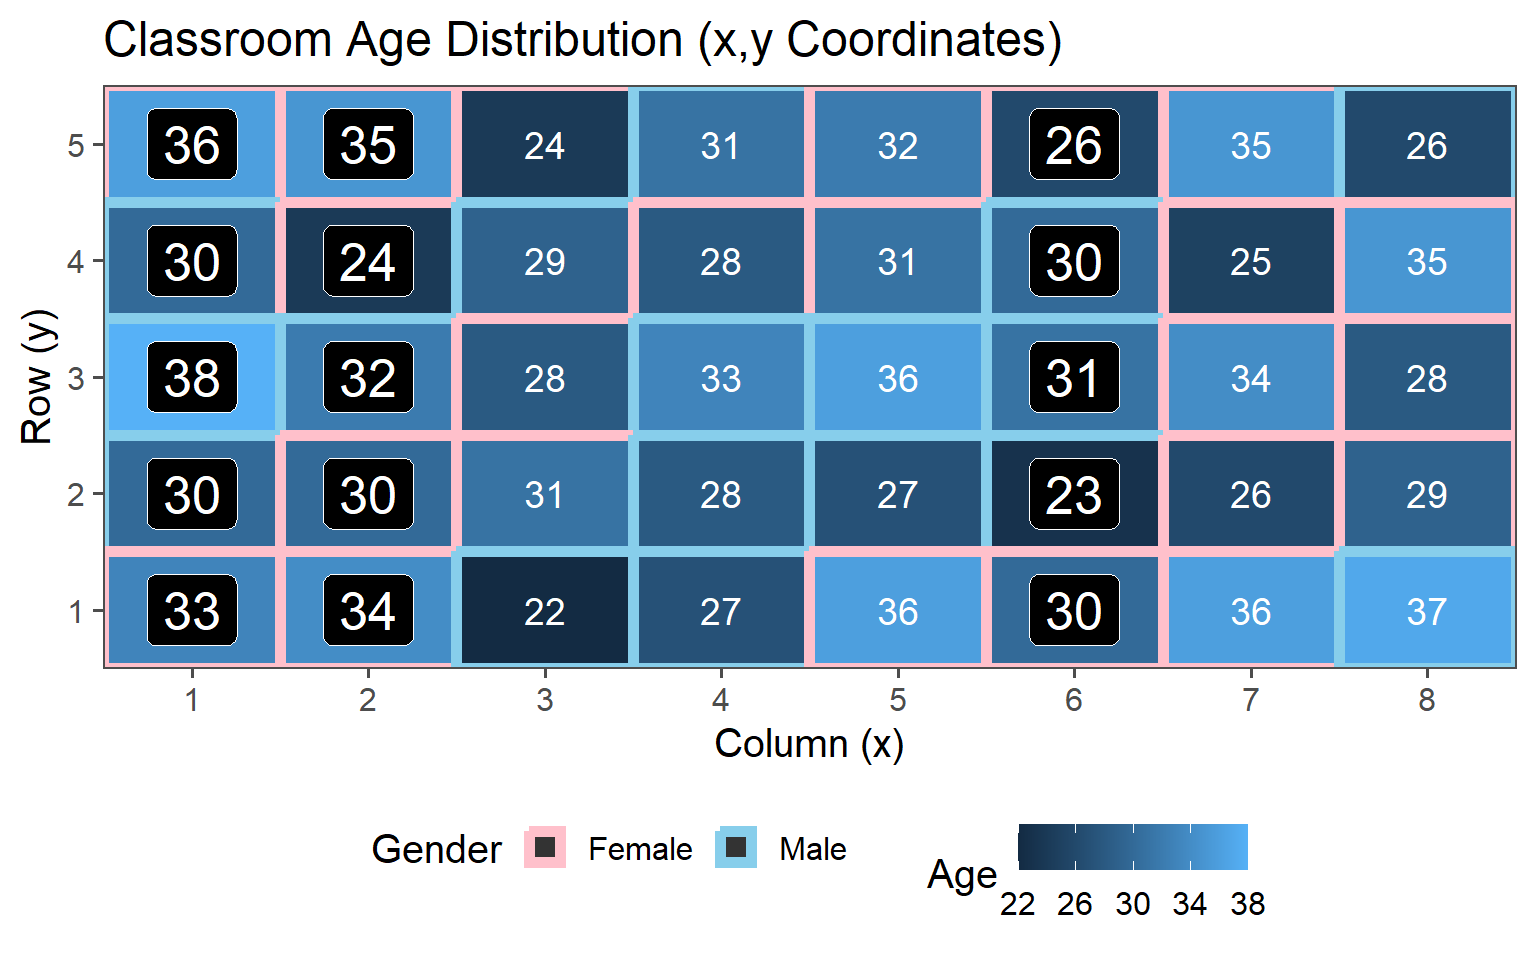 Classroom Age Distribution (x,y Coordinates)
5 36 35 24 31 32 26 35 26
4 30 24 29 28 31 30 25 35
Row (y)
3 38 32 28 33 36 31 34 28
2 30 30 31 28 27 23 26 29
1 33 34 22 27 36 30 36 37
1 2 3 4 5 6 7 8
Column (x)
Gender Female Male
Age
22 26 30 34 38